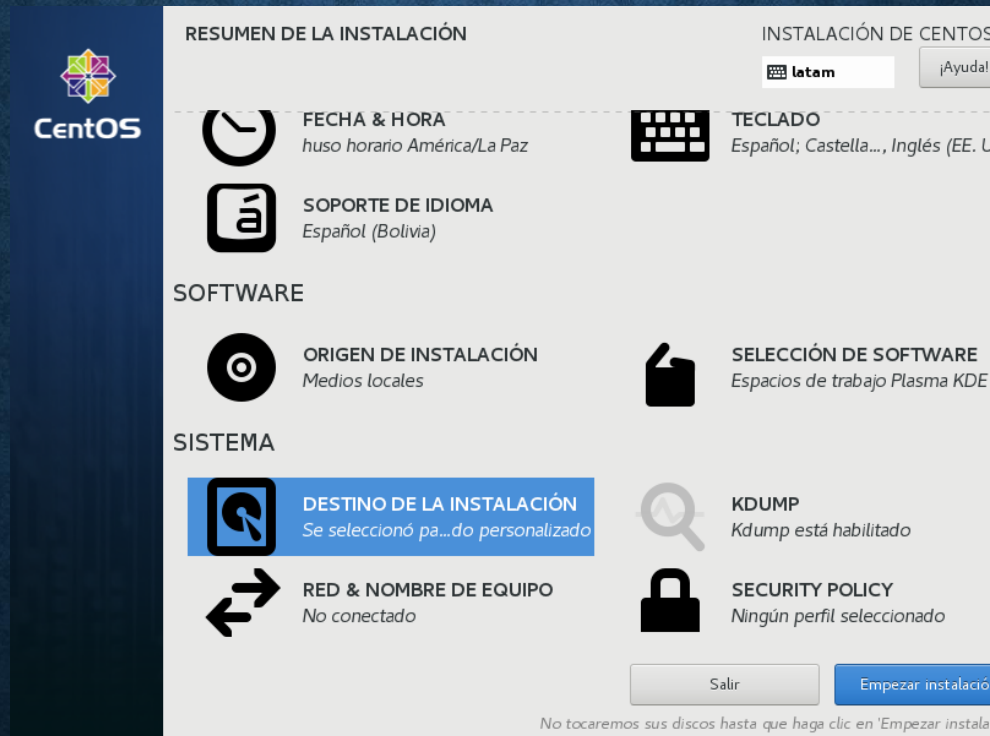 CentOS
RESUMEN DE LA INSTALACIÓN
INSTALACIÓN DE CENTOS
latam
¡Ayuda!
FECHA & HORA
huso horario América/La Paz
TECLADO
Español; Castella..., Inglés (EE. U
SOPORTE DE IDIOMA
á
Español (Bolivia)
SOFTWARE
ORIGEN DE INSTALACIÓN
Medios locales
SELECCIÓN DE SOFTWARE
Espacios de trabajo Plasma KDE
SISTEMA
DESTINO DE LA INSTALACIÓN
Se seleccionó pa...do personalizado
KDUMP
Kdump está habilitado
RED & NOMBRE DE EQUIPO
No conectado
SECURITY POLICY
Ningún perfil seleccionado
Salir
Empezar instalació
No tocaremos sus discos hasta que haga clic en 'Empezar instala